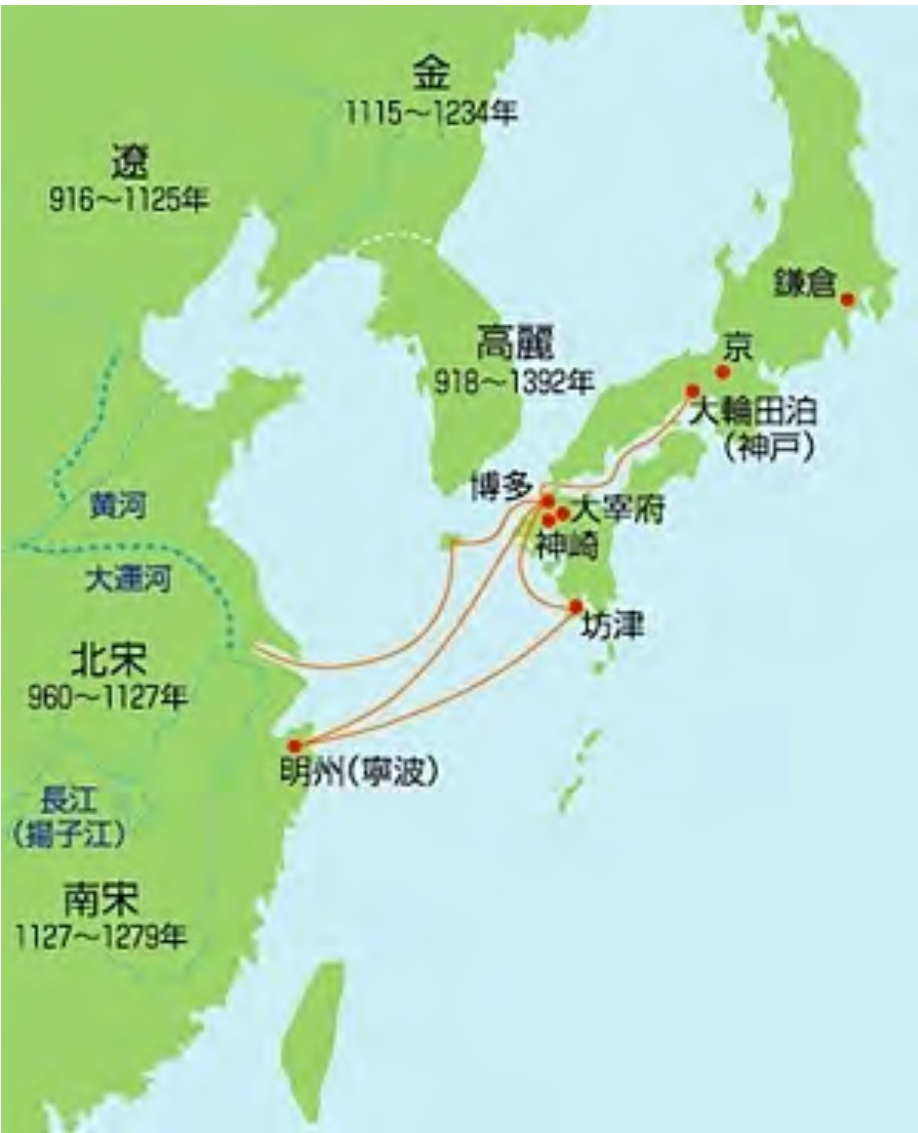 金
1115～1234年
遼
916～1125年
鎌倉
高麗
918～1392年
京
大輪田泊
（神戸）
博多
大宰府
神崎
黄河
大運河
坊津
北宋
960～1127年
明州（寧波）
長江
（揚子江）
南宋
1127～1279年